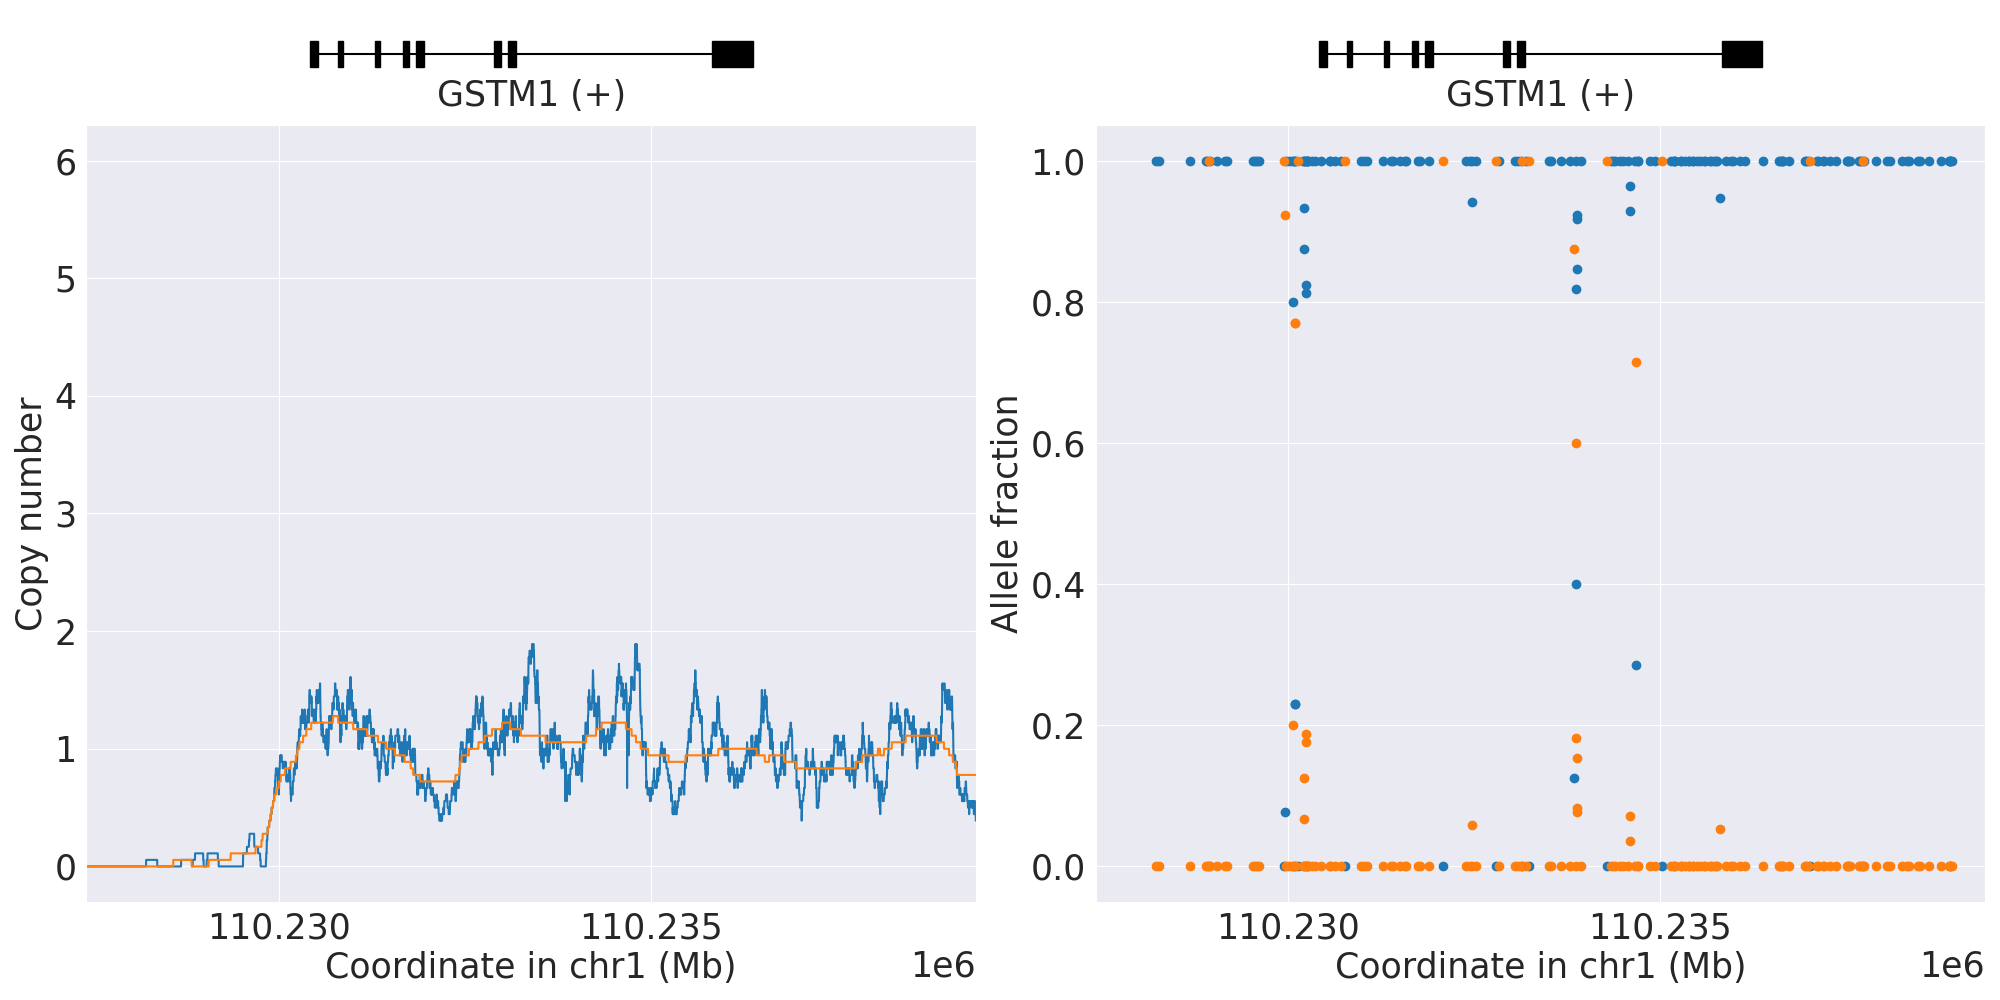 GSTM1 (+)
6
5
4
3
2
1
0
Copy number
110.230
110.235
Coordinate in chr1 (Mb)
1e6
GSTM1 (+)
1.0
0.8
0.6
0.4
0.2
0.0
Allele fraction
110.230
110.235
Coordinate in chr1 (Mb)
1e6